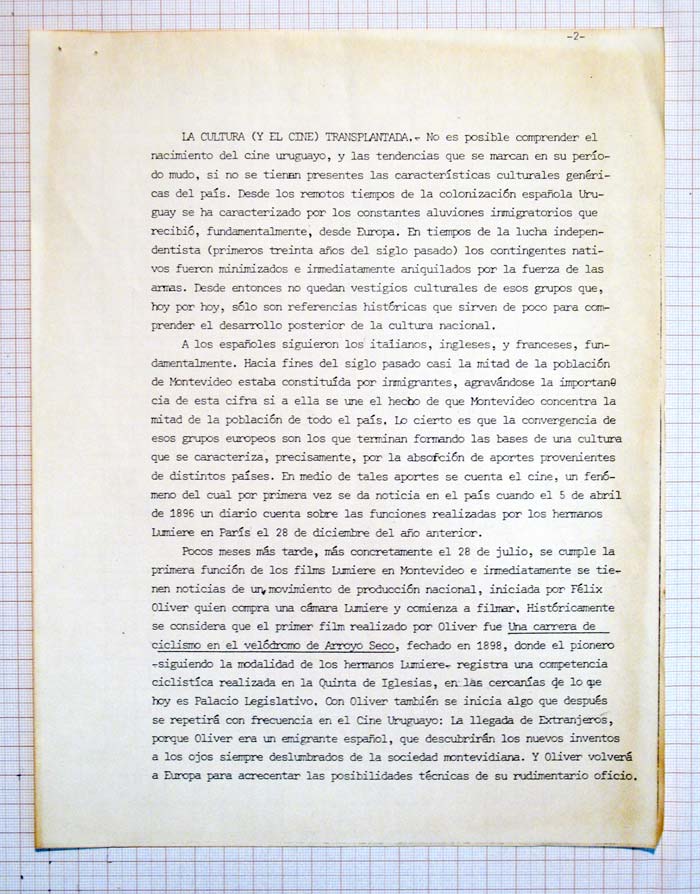 -2-
LA CULTURA (Y EL CINE) TRANSPLANTADA.- No es posible comprender el
nacimiento del cine uruguayo, y las tendencias que se marcan en su perío-
do mudo, si no se tienen presentes las características culturales genéri-
cas del país. Desde los remotos tiempos de la colonización española Uru-
guay se ha caracterizado por los constantes aluviones inmigratorios que
recibió, fundamentalmente, desde Europa. En tiempos de la lucha indepen-
dentista (primeros treinta años del siglo pasado) los contingentes nati-
vos fueron minimizados e inmediatamente aniquilados por la fuerza de las
armas. Desde entonces no quedan vestigios culturales de esos grupos que,
hoy por hoy, sólo son referencias históricas que sirven de poco para com-
prender el desarrollo posterior de la cultura nacional.
A los españoles siguieron los italianos, ingleses, y franceses, fun-
damentalmente. Hacia fines del siglo pasado casi la mitad de la población
de Montevideo estaba constituída por inmigrantes, agravándose la importan
cia de esta cifra si a ella se une el hecho de que Montevideo concentra la
mitad de la población de todo el país. Lo cierto es que la convergencia de
esos grupos europeos son los que terminan formando las bases de una cultura
que se caracteriza, precisamente, por la absorción de aportes provenientes
de distintos países. En medio de tales aportes se cuenta el cine, un fenó-
meno del cual por primera vez se da noticia en el país cuando el 5 de abril
de 1896 un diario cuenta sobre las funciones realizadas por los hermanos
Lumiere en París el 28 de diciembre del año anterior.
Pocos meses más tarde, más concretamente el 28 de julio, se cumple la
primera función de los films Lumiere en Montevideo e inmediatamente se tie-
nen noticias de un movimiento de producción nacional, iniciada por Félix
Oliver quien compra una cámara Lumiere y comienza a filmar. Históricamente
se considera que el primer film realizado por Oliver fue Una carrera de
ciclismo en el velódromo de Arroyo Seco, fechado en 1898, donde el pionero
-siguiendo la modalidad de los hermanos Lumiere- registra una competencia
ciclística realizada en la Quinta de Iglesias, en las cercanías de lo que
hoy es Palacio Legislativo. Con Oliver también se inicia algo que después
se repetirá con frecuencia en el Cine Uruguayo: La llegada de Extranjeros,
porque Oliver era un emigrante español, que descubrirán los nuevos inventos
a los ojos siempre deslumbrados de la sociedad montevidiana. Y Oliver volverá
a Europa para acrecentar las posibilidades técnicas de su rudimentario oficio.